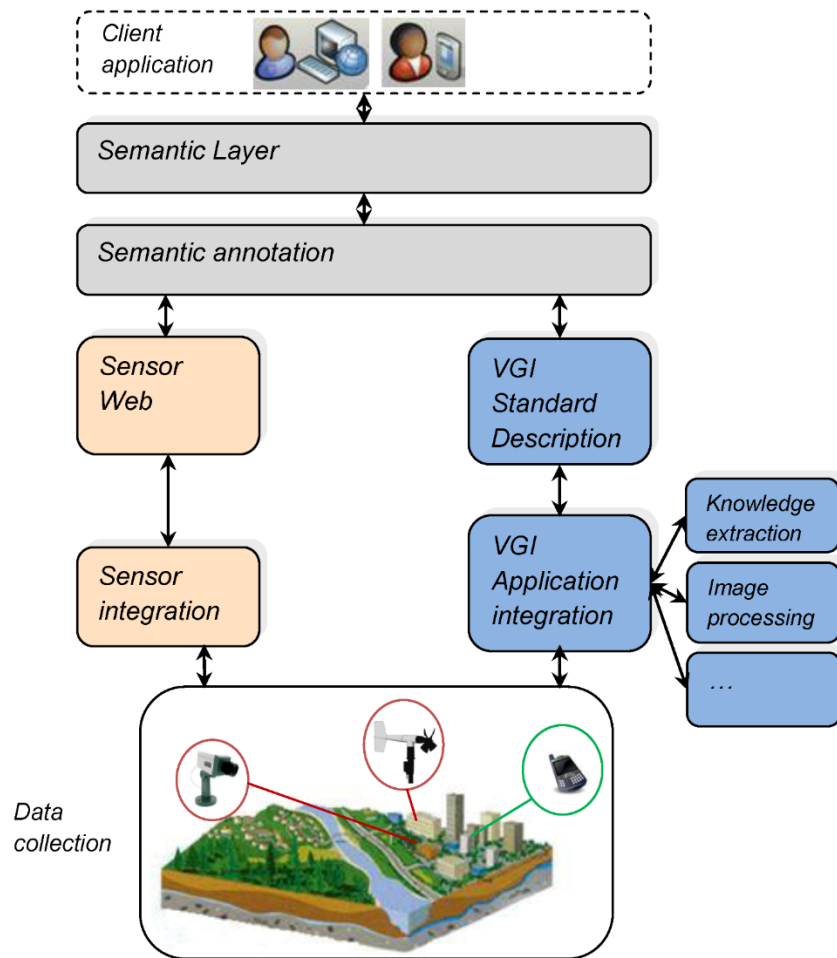 Client
application
Semantic Layer
Semantic annotation
Sensor
Web
VGI
Standard
Description
Sensor
integration
VGI
Application
integration
Knowledge
extraction
Image
processing
...
Data
collection